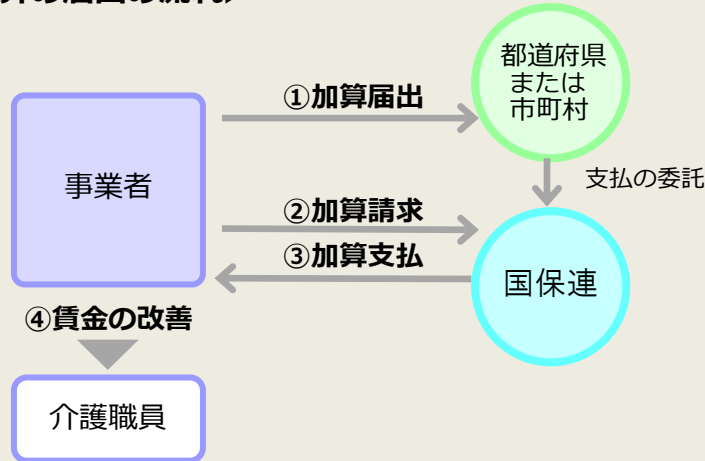 都道府県
または
市町村
①加算届出
事業者
支払の委託
②加算請求
③加算支払
国保連
④賃金の改善
介護職員